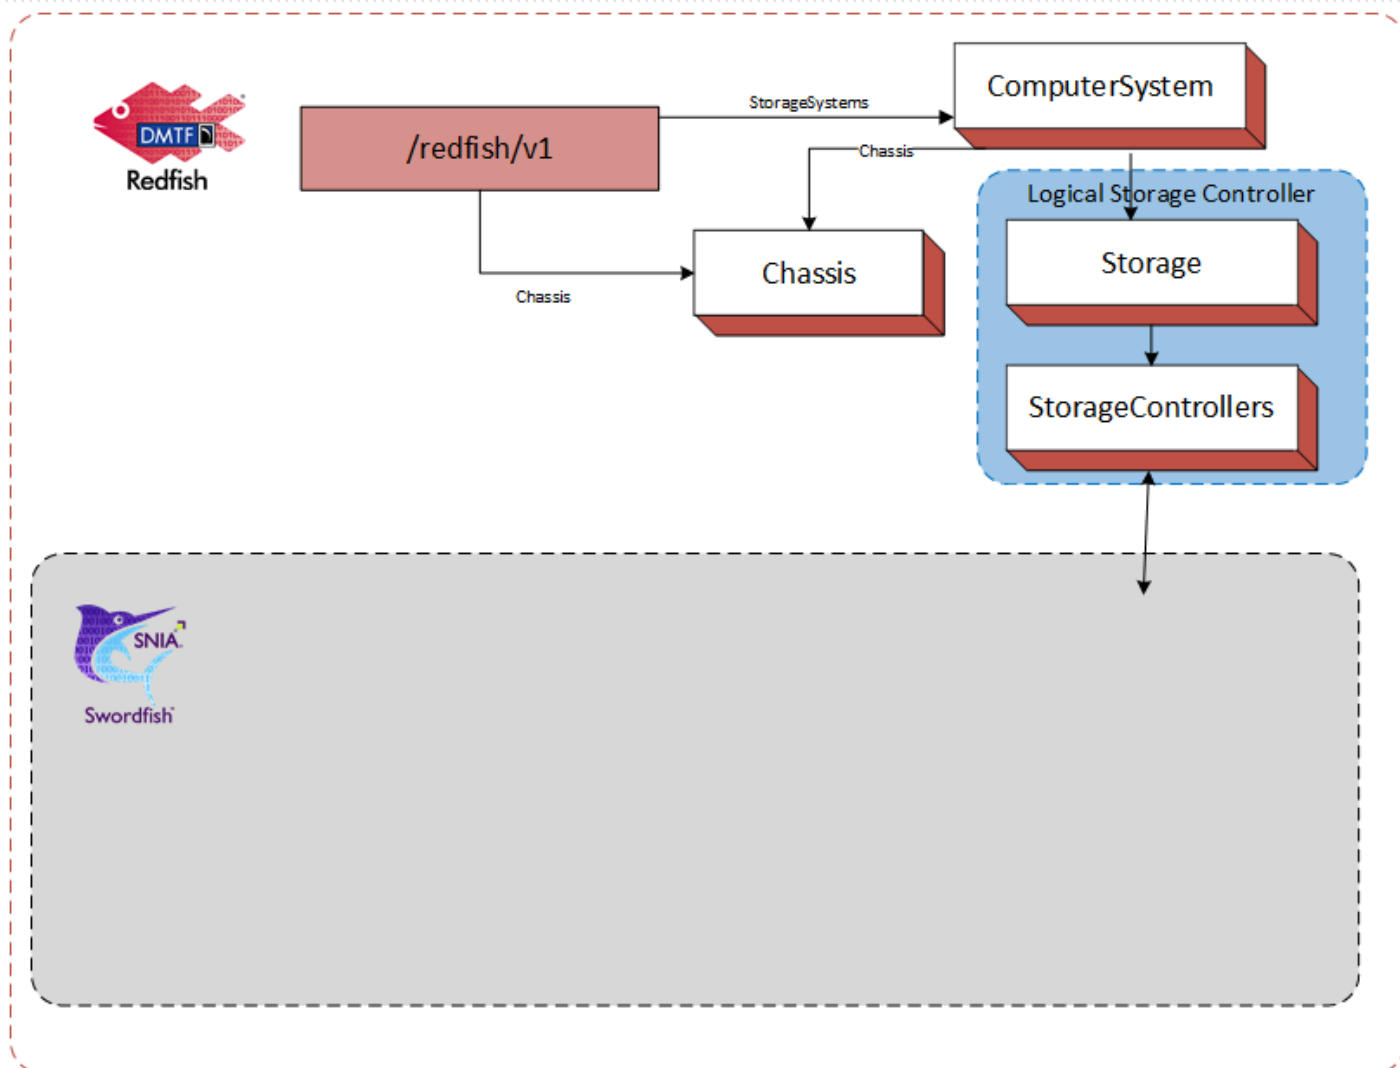 ComputerSystem
StorageSystems
DMTF
/redfish/v1
Chassis
Redfish
Logical Storage Controller
Storage
Chassis
Chassis
StorageControllers
SNIA
Swordfish